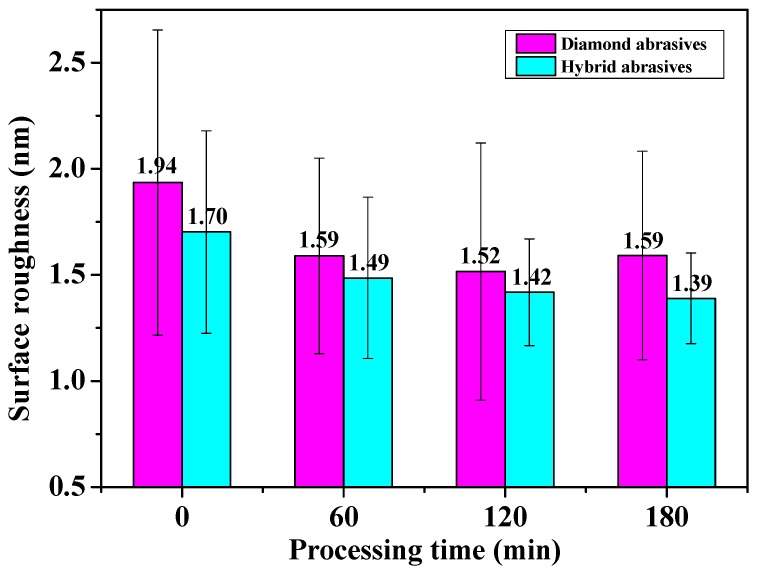 Diamond abrasives
Hybrid abrasives
Surface roughness (nm)
2.5
2.0
1.5
1.0
0.5
1.94
1.70
1.59
1.49
1.52
1.42
1.59
1.39
0 60 120 180
Processing time (min)